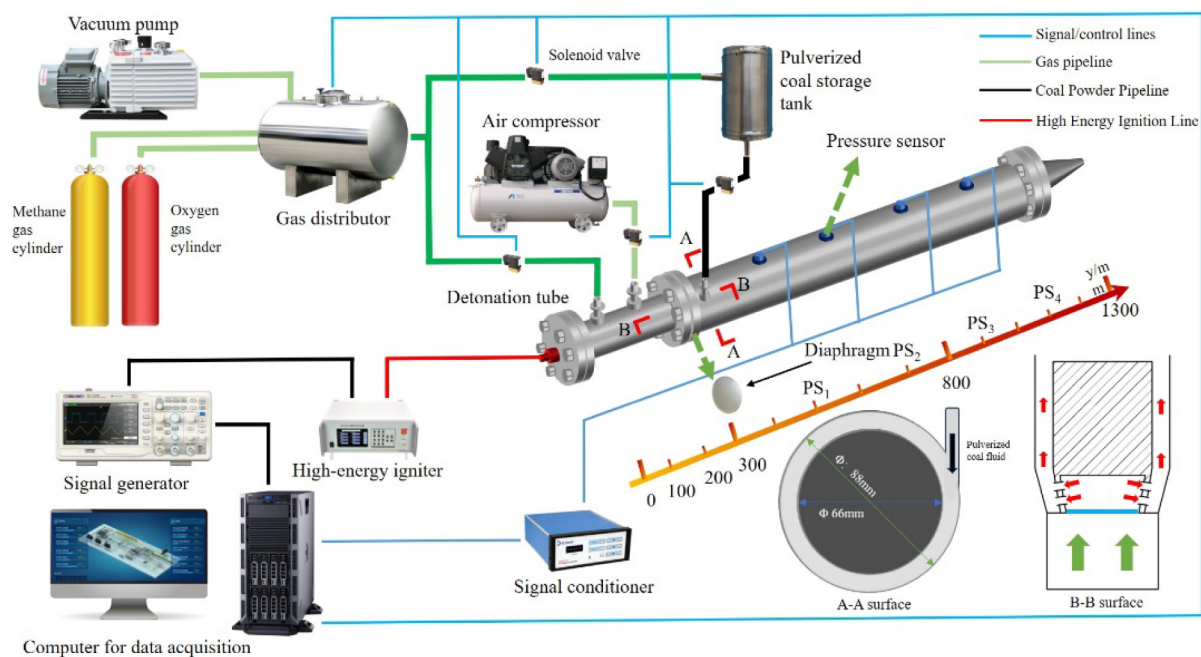 Vacuum pump
Solenoid valve
Pulverized
coal storage
tank
Signal/control lines
Gas pipeline
Coal Powder Pipeline
High Energy Ignition Line
Air compressor
Pressure sensor
Methane
gas
cylinder
Oxygen
gas
cylinder
Gas distributor
Detonation tube
A
B
B
A
y/m
m
1300
PS4
PS3
Diaphragm PS2
800
PS1
300
200
100
0
Signal generator
High-energy igniter
Signal conditioner
Computer for data acquisition
Φ: 88mm
Φ 66mm
Pulverized
coal fluid
A-A surface
B-B surface